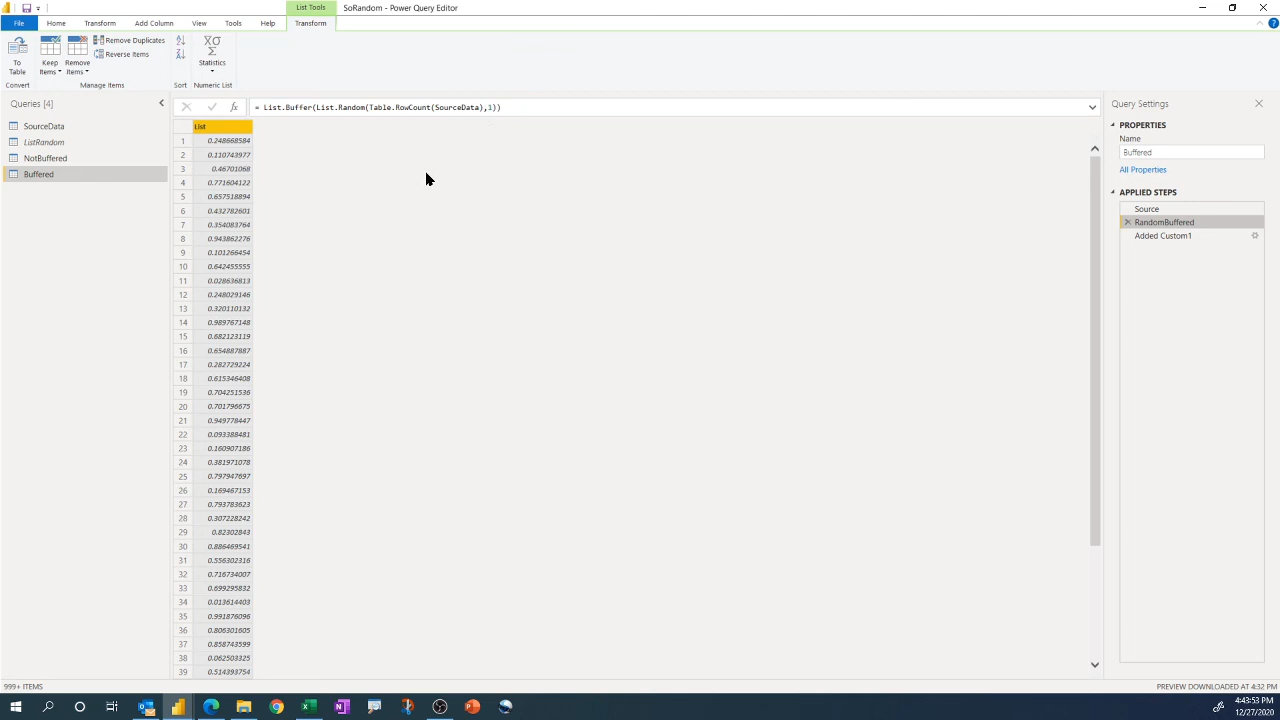 List Tools
SoRandom - Power Query Editor
File
Home
Transform
Add Column
View
Tools
Help
Transform
To
Table
Keep
Items
Remove
Items
Remove Duplicates
Reverse Items
Statistics
Convert
Manage Items
Sort
Numeric List
Queries [4]
SourceData
ListRandom
NotBuffered
Buffered
= List.Buffer(List.Random(Table.RowCount(SourceData),1))
List
1 0.248668584
2 0.110743977
3 0.46701068
4 0.771604122
5 0.657518894
6 0.432782601
7 0.354083764
8 0.943862276
9 0.101266454
10 0.642455555
11 0.028636813
12 0.248029146
13 0.320110132
14 0.989767148
15 0.682123119
16 0.654887887
17 0.282729224
18 0.615346408
19 0.704251536
20 0.701796675
21 0.949778447
22 0.093388481
23 0.160907186
24 0.381971078
25 0.797947697
26 0.169467153
27 0.793783623
28 0.307228242
29 0.82302843
30 0.886469541
31 0.556302316
32 0.716734007
33 0.699295832
34 0.013614403
35 0.991876096
36 0.806301605
37 0.858743599
38 0.062503325
39 0.514393754
Query Settings
PROPERTIES
Name
Buffered
All Properties
APPLIED STEPS
Source
RandomBuffered
Added Custom1
999+ ITEMS
PREVIEW DOWNLOADED AT 4:32 PM
4:43:53 PM
12/27/2020